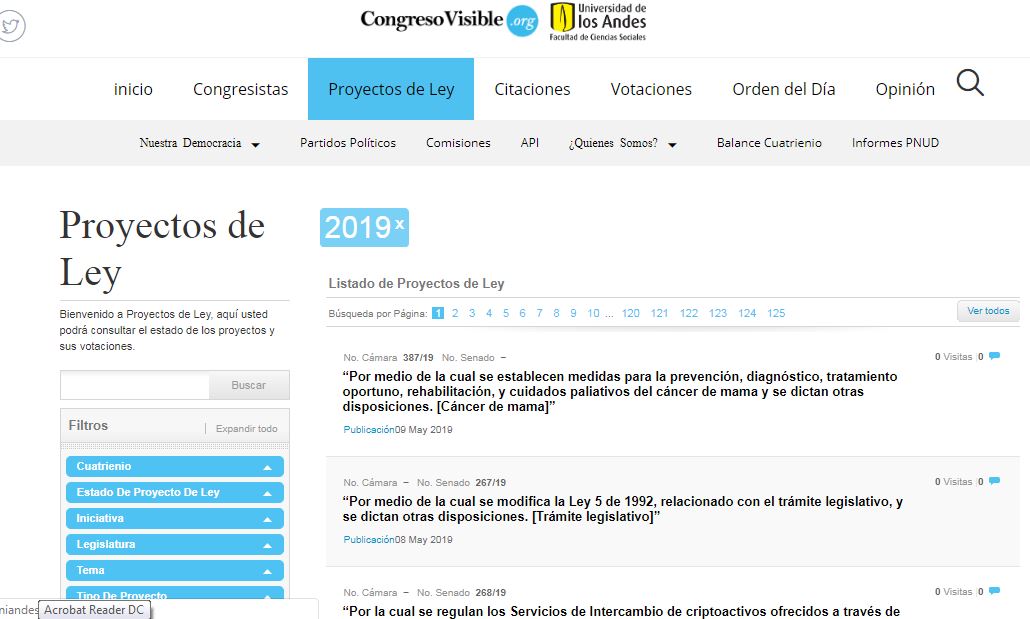 CongresoVisible .org
Universidad de
los Andes
Facultad de Ciencias Sociales
inicio Congresistas Proyectos de Ley Citaciones Votaciones Orden del Día Opinión
Nuestra Democracia Partidos Políticos Comisiones API ¿Quienes Somos? Balance Cuatrienio Informes PNUD
Proyectos de
Ley
Bienvenido a Proyectos de Ley, aquí usted
podrá consultar el estado de los proyectos y
sus votaciones.
Buscar
Filtros | Expandir todo
Cuatrienio
Estado De Proyecto De Ley
Iniciativa
Legislatura
Tema
Tipo De Proyecto
niandes
Acrobat Reader DC
2019 x
Listado de Proyectos de Ley
Búsqueda por Página: 1 2 3 4 5 6 7 8 9 10 ... 120 121 122 123 124 125 Ver todos
No. Cámara 387/19 No. Senado – 0 Visitas |0
“Por medio de la cual se establecen medidas para la prevención, diagnóstico, tratamiento
oportuno, rehabilitación, y cuidados paliativos del cáncer de mama y se dictan otras
disposiciones. [Cáncer de mama]”
Publicación09 May 2019
No. Cámara – No. Senado 267/19 0 Visitas |0
“Por medio de la cual se modifica la Ley 5 de 1992, relacionado con el trámite legislativo, y
se dictan otras disposiciones. [Trámite legislativo]”
Publicación08 May 2019
No. Cámara – No. Senado 268/19 0 Visitas |0
“Por la cual se regulan los Servicios de Intercambio de criptoactivos ofrecidos a través de